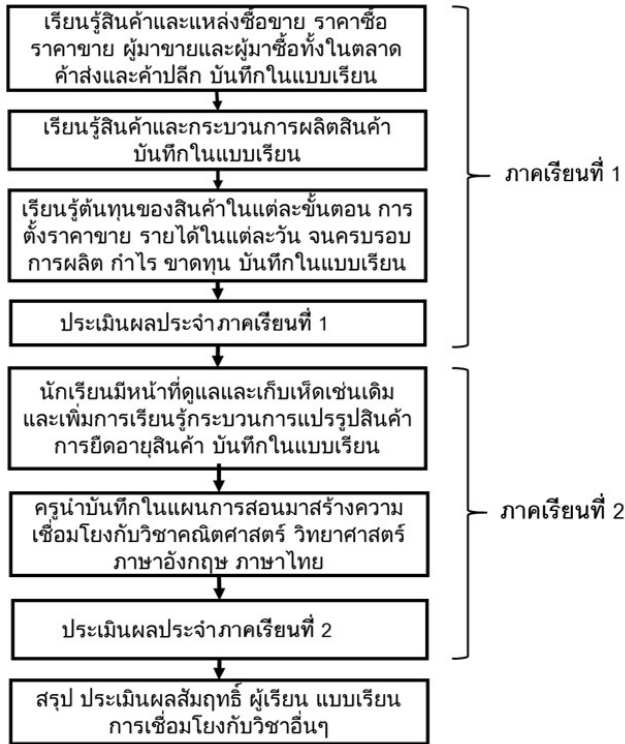 เรียนรู้สินค้าและแหล่งซื้อขาย ราคาซื้อ
ราคาขาย ผู้มาขายและผู้มาซื้อทั้งในตลาด
ค้าส่งและค้าปลีก บันทึกในแบบเรียน
เรียนรู้สินค้าและกระบวนการผลิตสินค้า
บันทึกในแบบเรียน
เรียนรู้ต้นทุนของสินค้าในแต่ละขั้นตอน การ
ตั้งราคาขาย รายได้ในแต่ละวัน จนครบรอบ
การผลิต กำไร ขาดทุน บันทึกในแบบเรียน
ประเมินผลประจำภาคเรียนที่ 1
ภาคเรียนที่ 1
นักเรียนมีหน้าที่ดูแลและเก็บเห็ดเช่นเดิม
และเพิ่มการเรียนรู้กระบวนการแปรรูปสินค้า
การยืดอายุสินค้า บันทึกในแบบเรียน
ครูนำบันทึกในแผนการสอนมาสร้างความ
เชื่อมโยงกับวิชาคณิตศาสตร์ วิทยาศาสตร์
ภาษาอังกฤษ ภาษาไทย
ประเมินผลประจำภาคเรียนที่ 2
ภาคเรียนที่ 2
สรุป ประเมินผลสัมฤทธิ์ ผู้เรียน แบบเรียน
การเชื่อมโยงกับวิชาอื่นๆ